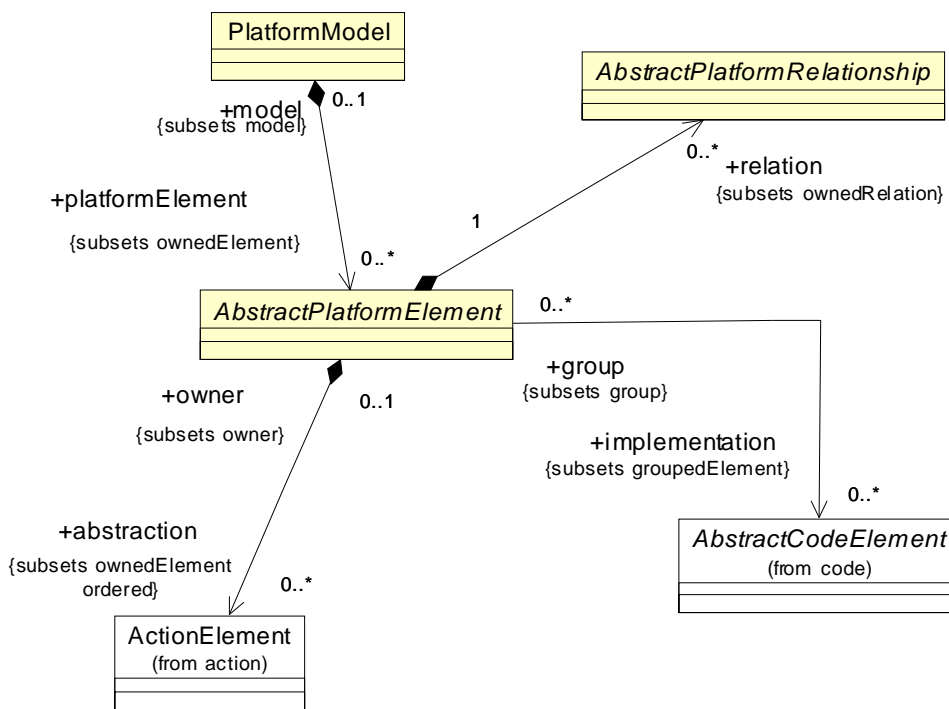 PlatformModel
AbstractPlatformRelationship
0..1
+model
{subsets model}
0..*
+relation
{subsets ownedRelation}
+platformElement
1
{subsets ownedElement}
0..*
AbstractPlatformElement
0..*
+group
{subsets group}
+owner
0..1
{subsets owner}
+implementation
{subsets groupedElement}
0..*
+abstraction
{subsets ownedElement
ordered}
0..*
AbstractCodeElement
(from code)
ActionElement
(from action)